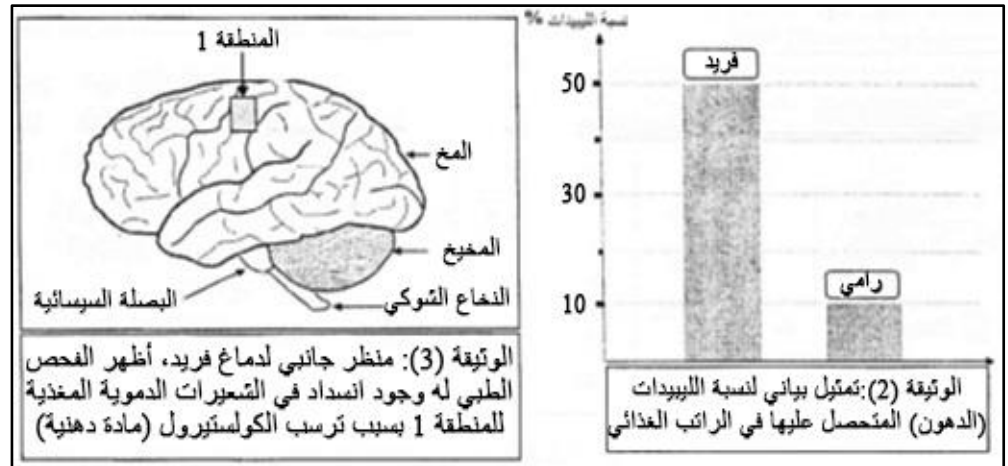 المنطقة 1
المخ
المخيخ
البصلة السيسائية
النخاع الشوكي
الوثيقة (3): منظر جانبي لدماغ فريد، أظهر الفحص
الطبي له وجود انسداد في الشعيرات الدموية المغذية
للمنطقة 1 بسبب ترسب الكولستيرول (مادة دهنية)
نسبة الليبيدات %
فريد
50
30
رامي
10
الوثيقة (2):تمثيل بياني لنسبة الليبيدات
(الدهون) المتحصل عليها في الراتب الغذائي